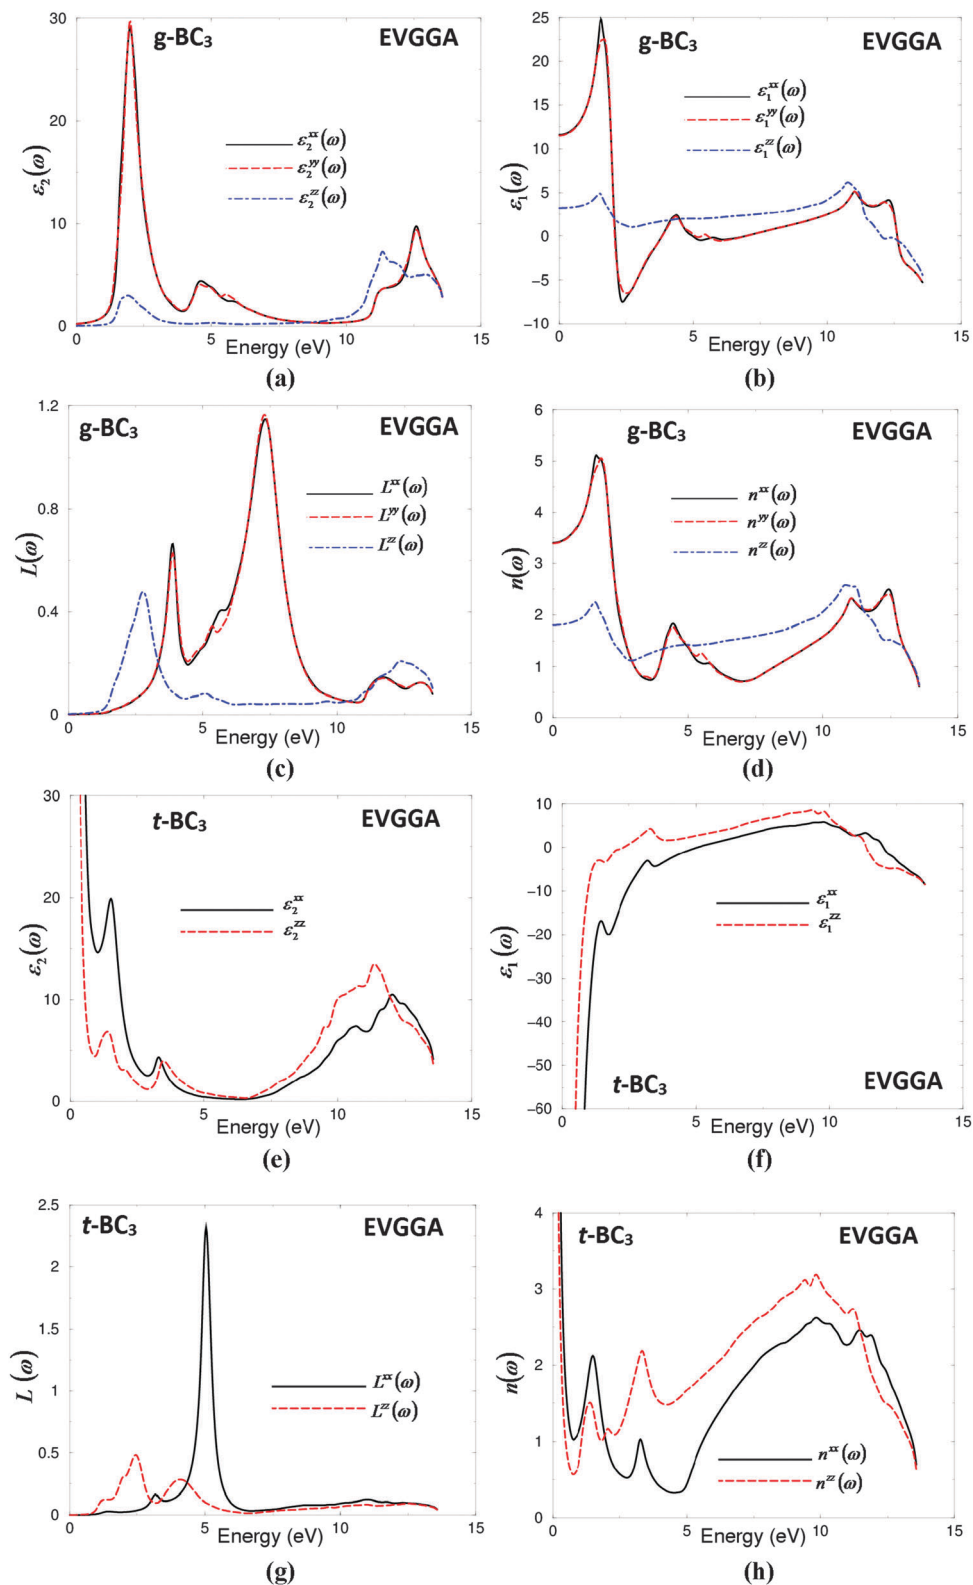 g-BC₃ EVGGA
ε₂(ω)
ε₂ˣˣ(ω)
ε₂ʸʸ(ω)
ε₂ᶻᶻ(ω)
30
20
10
0
0 5 10 15
Energy (eV)
(a)
g-BC₃ EVGGA
ε₁(ω)
ε₁ˣˣ(ω)
ε₁ʸʸ(ω)
ε₁ᶻᶻ(ω)
25
20
15
10
5
0
−5
−10
0 5 10 15
Energy (eV)
(b)
g-BC₃ EVGGA
L(ω)
Lˣˣ(ω)
Lʸʸ(ω)
Lᶻᶻ(ω)
1.2
0.8
0.4
0
0 5 10 15
Energy (eV)
(c)
g-BC₃ EVGGA
n(ω)
nˣˣ(ω)
nʸʸ(ω)
nᶻᶻ(ω)
6
5
4
3
2
1
0
0 5 10 15
Energy (eV)
(d)
t-BC₃ EVGGA
ε₂(ω)
ε₂ˣˣ
ε₂ᶻᶻ
30
20
10
0
0 5 10 15
Energy (eV)
(e)
10
0
−10
−20
−30
−40
−50
−60
ε₁(ω)
ε₁ˣˣ
ε₁ᶻᶻ
t-BC₃ EVGGA
0 5 10 15
Energy (eV)
(f)
t-BC₃ EVGGA
L (ω)
Lˣˣ(ω)
Lᶻᶻ(ω)
2.5
2
1.5
1
0.5
0
0 5 10 15
Energy (eV)
(g)
t-BC₃ EVGGA
n(ω)
4
3
2
1
0
nˣˣ(ω)
nᶻᶻ(ω)
0 5 10 15
Energy (eV)
(h)